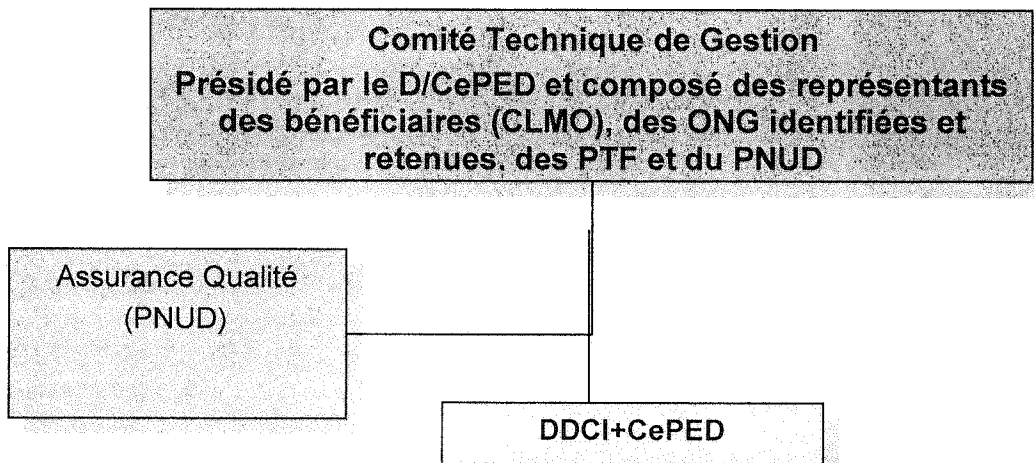 Comité Technique de Gestion
Présidé par le D/CePED et composé des représentants
des bénéficiaires (CLMO), des ONG identifiées et
retenues, des PTF et du PNUD
Assurance Qualité
(PNUD)
DDCI+CePED